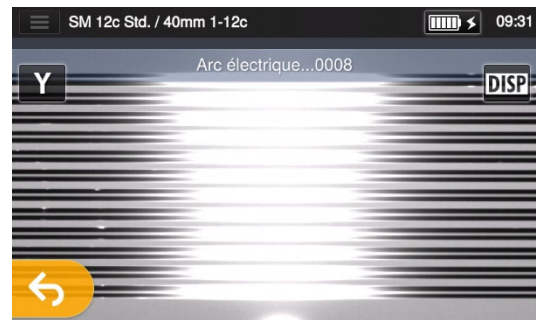 SM 12c Std. / 40mm 1-12c
09:31
Arc électrique...0008
Y
DISP